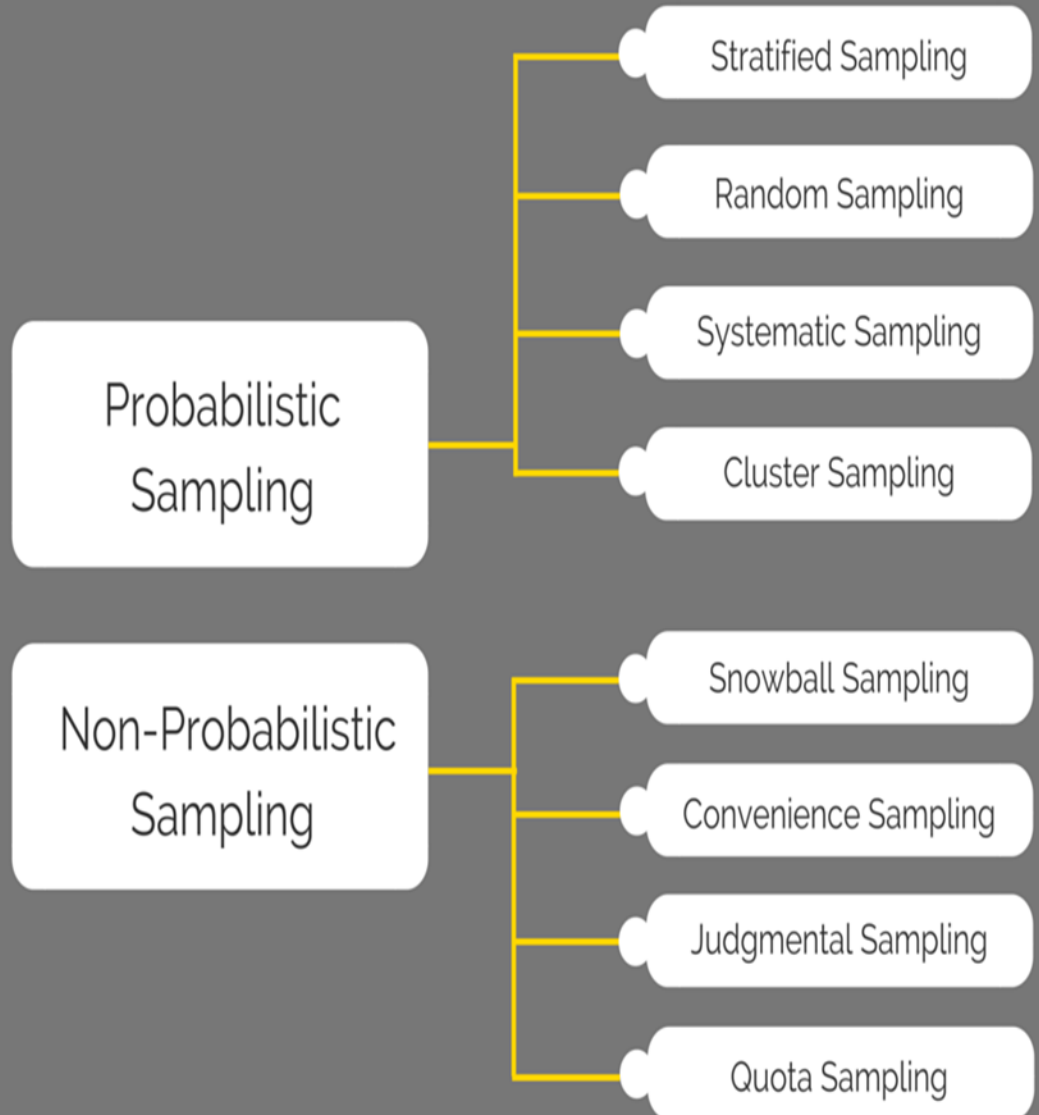 Stratified Sampling
Random Sampling
Systematic Sampling
Cluster Sampling
Probabilistic
Sampling
Snowball Sampling
Convenience Sampling
Judgmental Sampling
Quota Sampling
Non-Probabilistic
Sampling